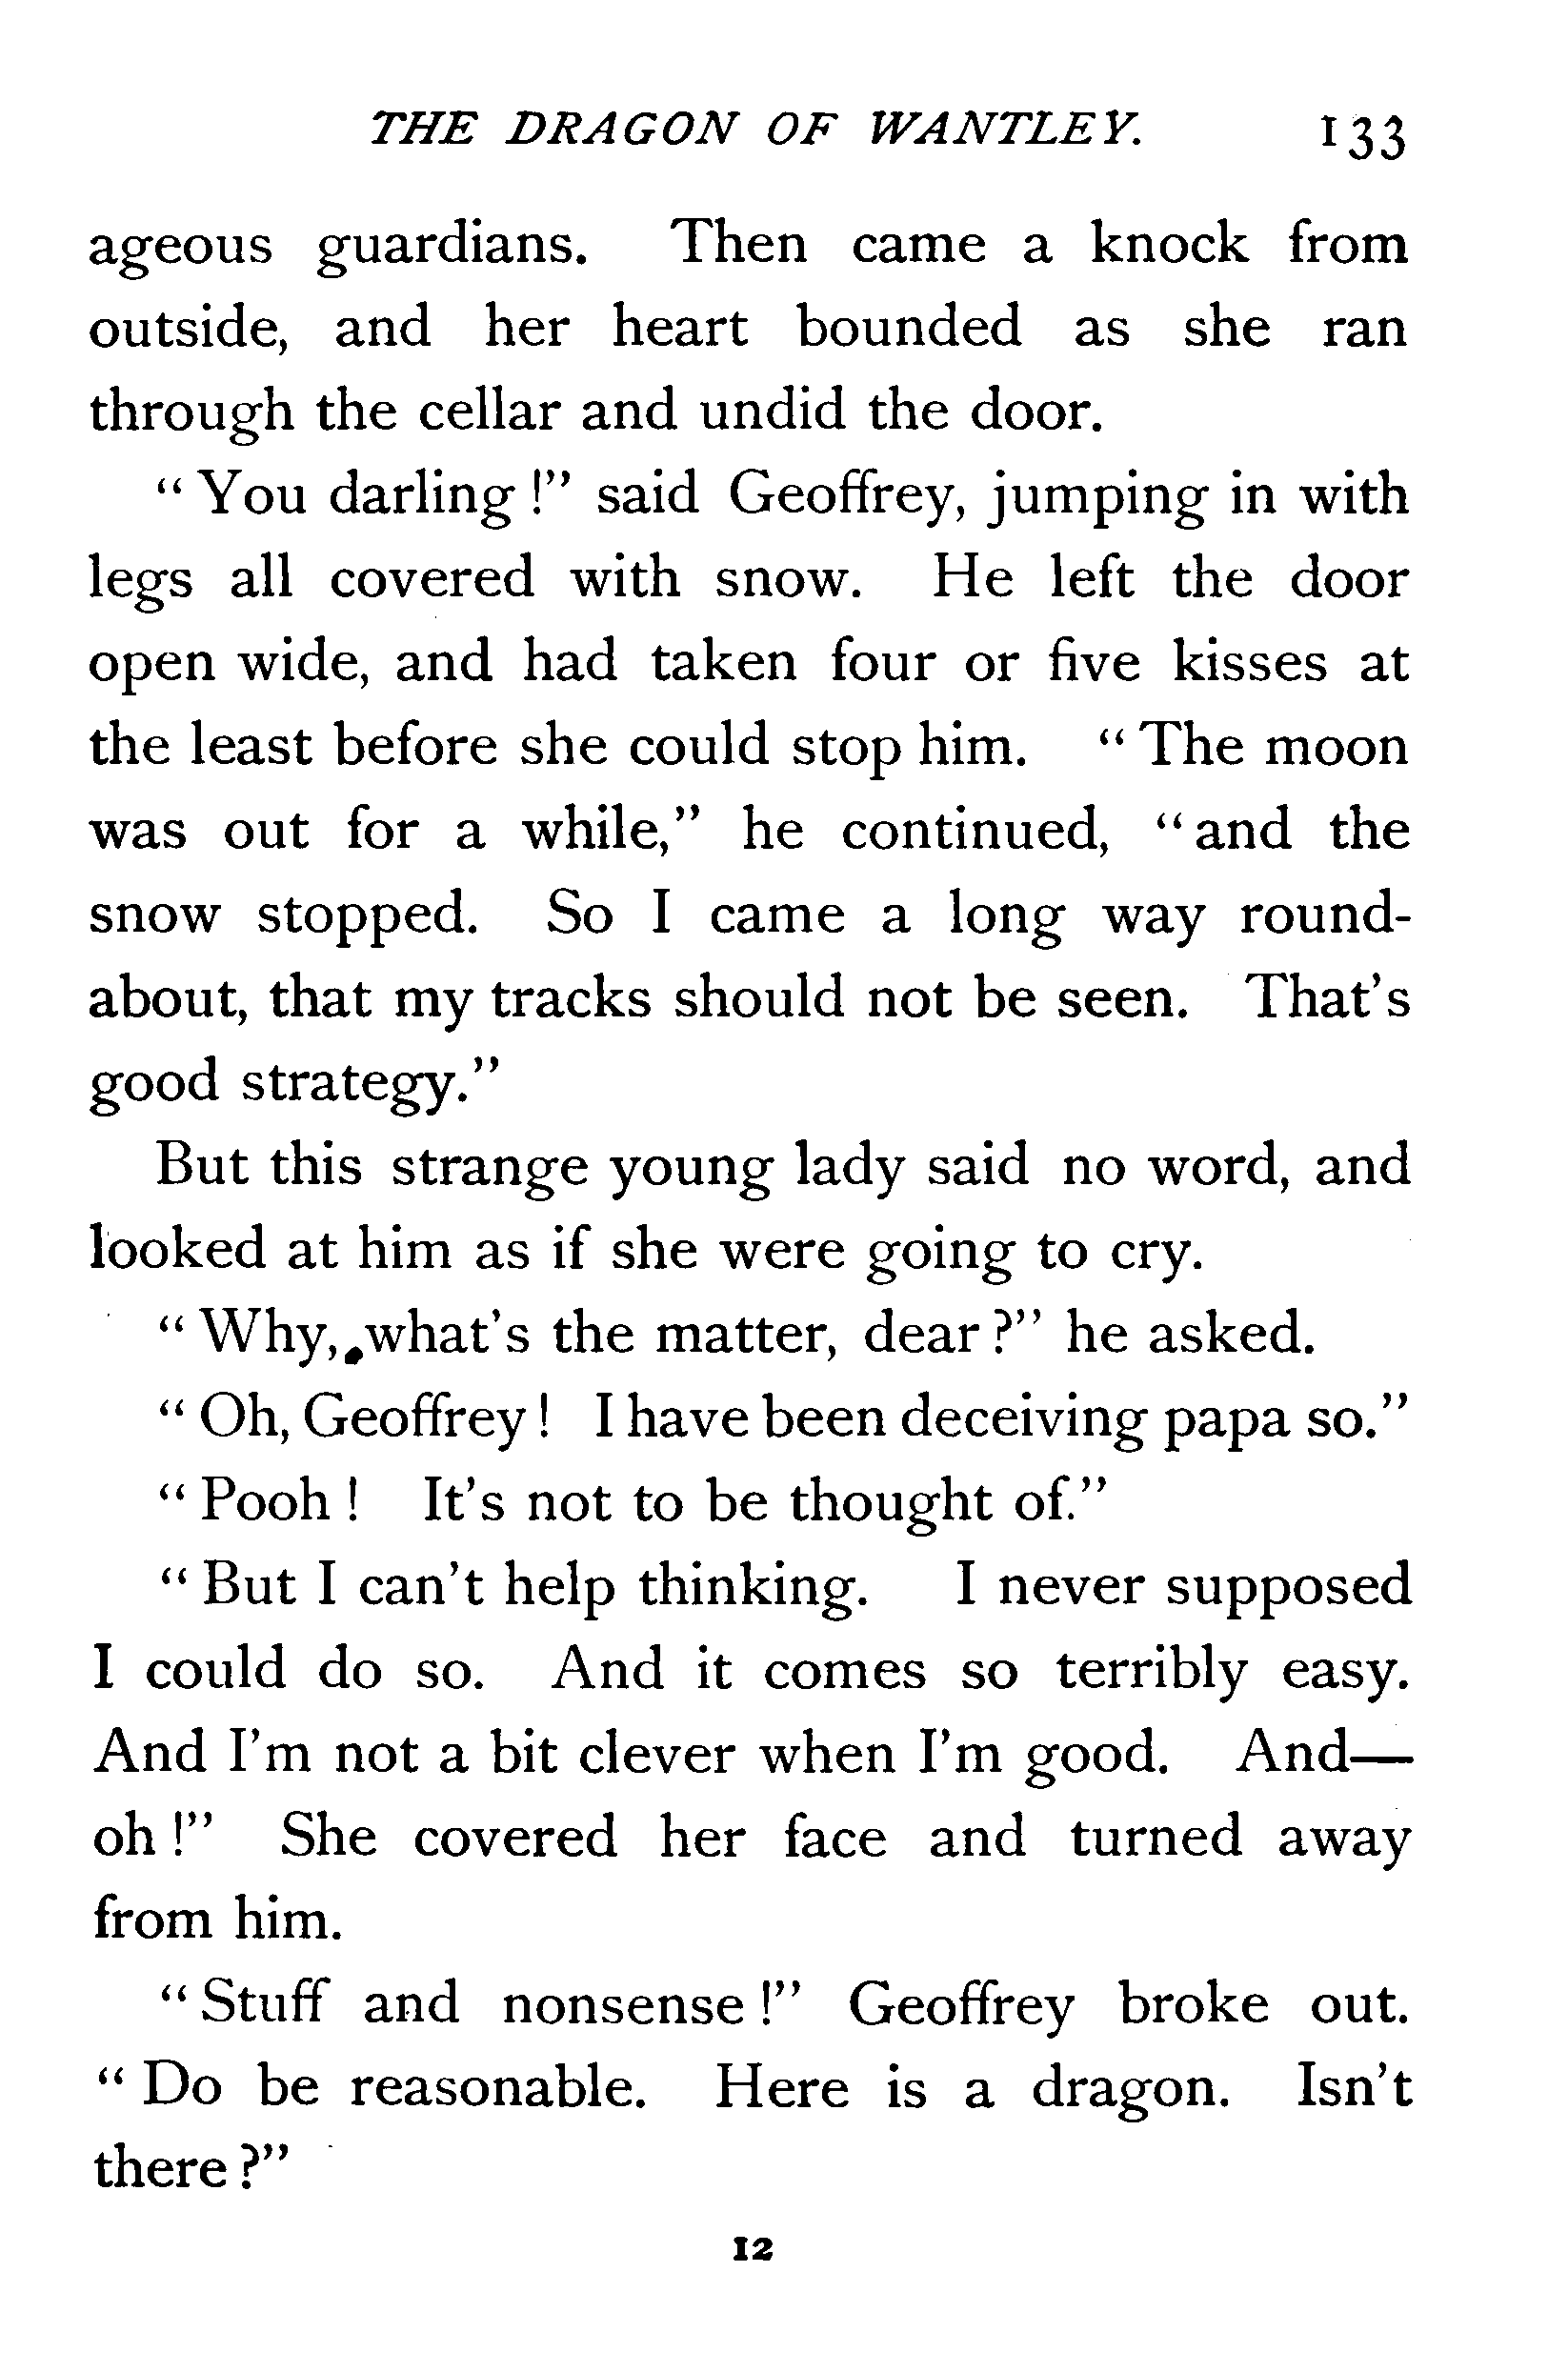 THE DRAGON OF WANTLEY. 133
ageous guardians. Then came a knock from
outside, and her heart bounded as she ran
through the cellar and undid the door.
“ You darling !” said Geoffrey, jumping in with
legs all covered with snow. He left the door
open wide, and had taken four or five kisses at
the least before she could stop him. “ The moon
was out for a while,” he continued, “ and the
snow stopped. So I came a long way round-
about, that my tracks should not be seen. That’s
good strategy.”
But this strange young lady said no word, and
looked at him as if she were going to cry.
“ Why, what’s the matter, dear ?” he asked.
“ Oh, Geoffrey ! I have been deceiving papa so.”
“ Pooh ! It’s not to be thought of.”
“ But I can’t help thinking. I never supposed
I could do so. And it comes so terribly easy.
And I’m not a bit clever when I’m good. And—
oh !” She covered her face and turned away
from him.
“ Stuff and nonsense !” Geoffrey broke out.
“ Do be reasonable. Here is a dragon. Isn’t
there ?”
12